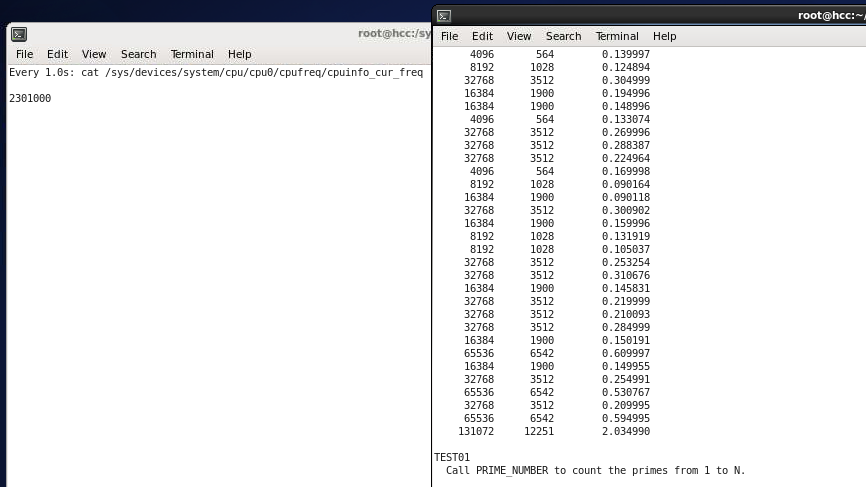 root@hcc:/sy
File Edit View Search Terminal Help
Every 1.0s: cat /sys/devices/system/cpu/cpu0/cpufreq/cpuinfo_cur_freq
2301000
root@hcc:~/
File Edit View Search Terminal Help
4096 564 0.139997
8192 1028 0.124894
32768 3512 0.304999
16384 1900 0.194996
16384 1900 0.148996
4096 564 0.133074
32768 3512 0.269996
32768 3512 0.288387
32768 3512 0.224964
4096 564 0.169998
8192 1028 0.090164
16384 1900 0.090118
32768 3512 0.300902
16384 1900 0.159996
8192 1028 0.131919
8192 1028 0.105037
32768 3512 0.253254
32768 3512 0.310676
16384 1900 0.145831
32768 3512 0.219999
32768 3512 0.210093
32768 3512 0.284999
16384 1900 0.150191
65536 6542 0.609997
16384 1900 0.149955
32768 3512 0.254991
65536 6542 0.530767
32768 3512 0.209995
65536 6542 0.594995
131072 12251 2.034990
TEST01
Call PRIME_NUMBER to count the primes from 1 to N.